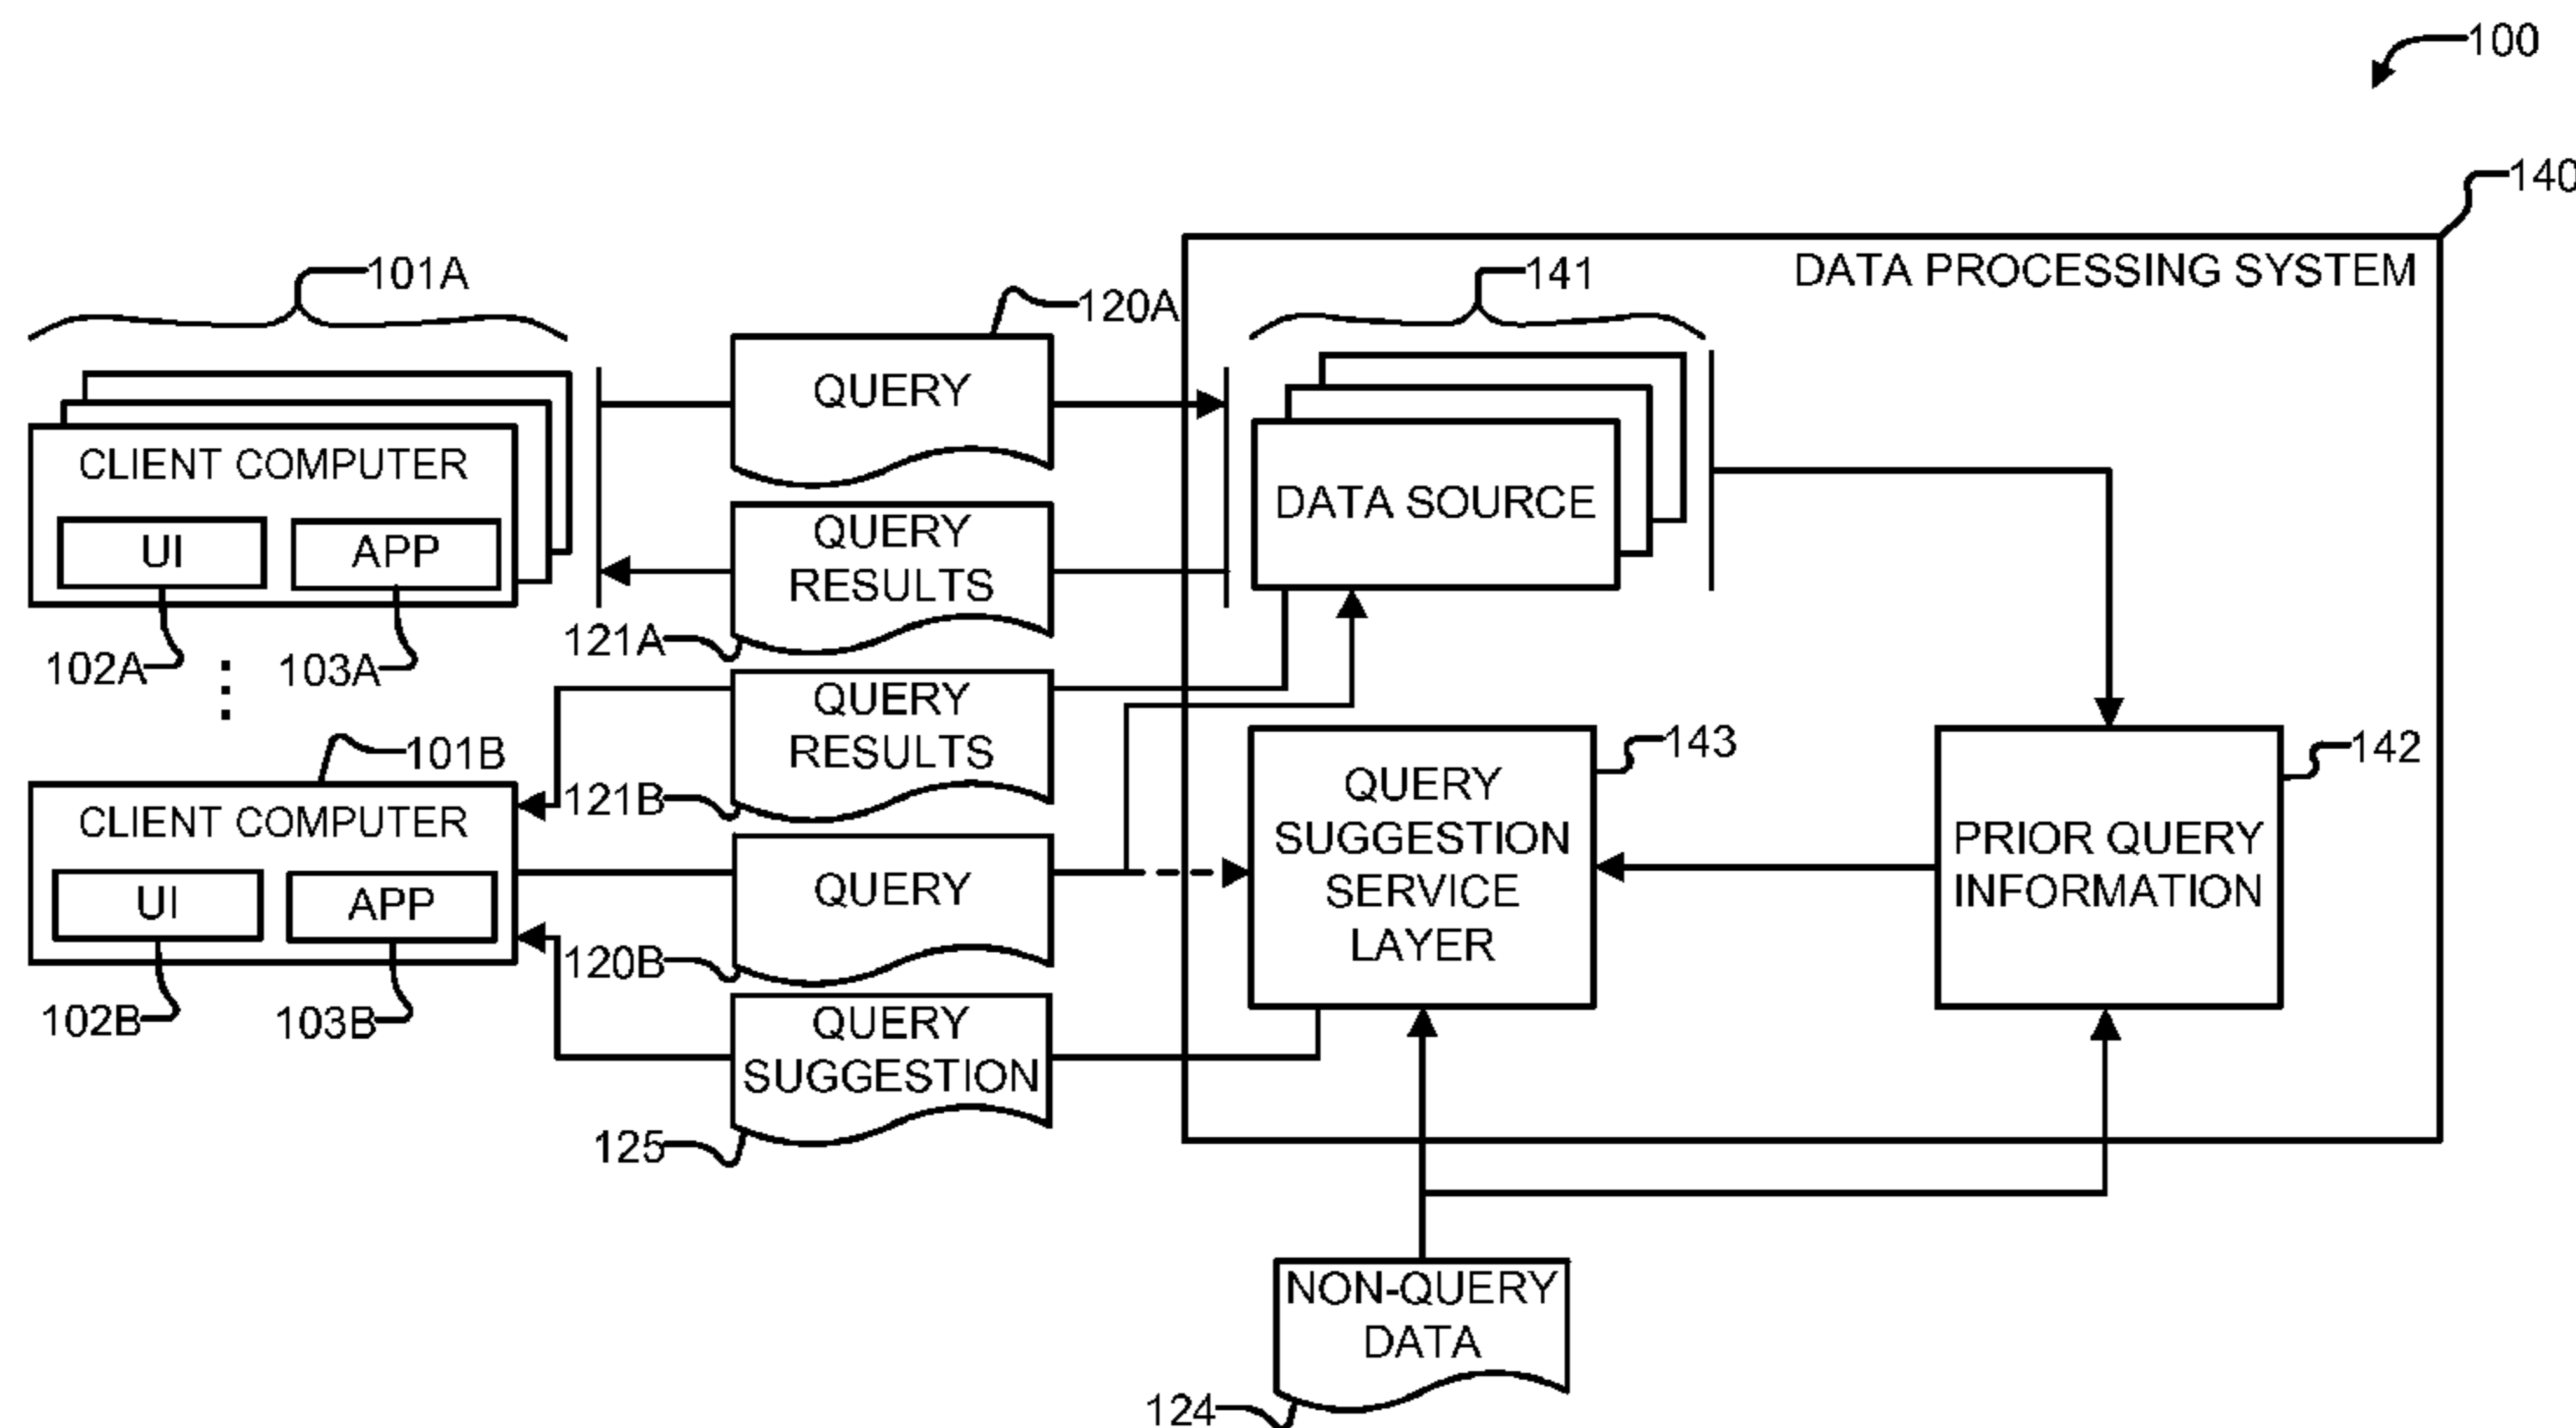 100
140
DATA PROCESSING SYSTEM
101A
120A
141
QUERY
CLIENT COMPUTER
UI
APP
QUERY
RESULTS
DATA SOURCE
102A
103A
121A
QUERY
RESULTS
101B
121B
143
142
CLIENT COMPUTER
UI
APP
QUERY
QUERY
SUGGESTION
SERVICE
LAYER
PRIOR QUERY
INFORMATION
102B
103B
120B
QUERY
SUGGESTION
125
NON-QUERY
DATA
124